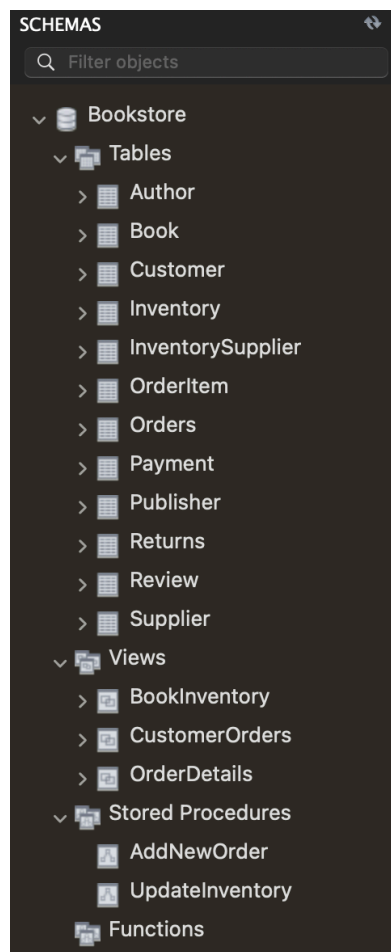 SCHEMAS
Filter objects
Bookstore
Tables
Author
Book
Customer
Inventory
InventorySupplier
OrderItem
Orders
Payment
Publisher
Returns
Review
Supplier
Views
BookInventory
CustomerOrders
OrderDetails
Stored Procedures
AddNewOrder
UpdateInventory
Functions